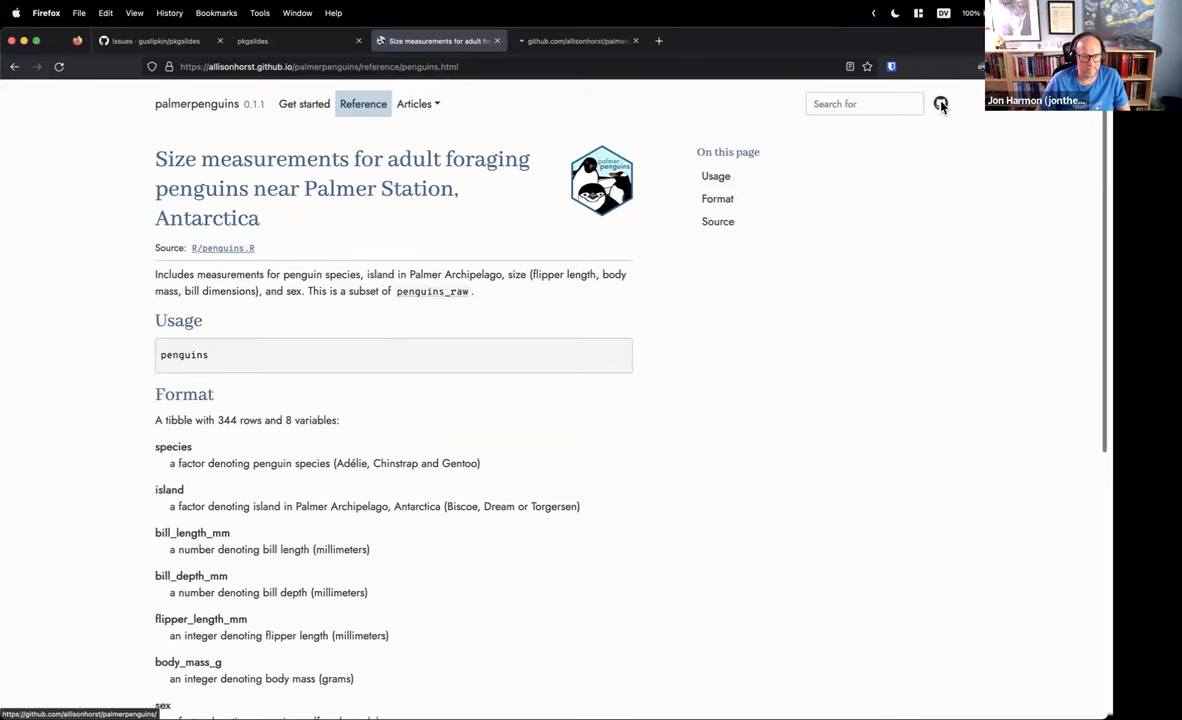 Firefox File Edit View History Bookmarks Tools Window Help
DV 100%
Issues · guslipkin/pkgslides
pkgslides
Size measurements for adult fo
github.com/allisonhorst/palmer
https://allisonhorst.github.io/palmerpenguins/reference/penguins.html
Jon Harmon (jonthe...
palmerpenguins 0.1.1 Get started Reference Articles
Search for
Size measurements for adult foraging
penguins near Palmer Station,
Antarctica
palmer
penguins
On this page
Usage
Format
Source
Source: R/penguins.R
Includes measurements for penguin species, island in Palmer Archipelago, size (flipper length, body
mass, bill dimensions), and sex. This is a subset of penguins_raw.
Usage
penguins
Format
A tibble with 344 rows and 8 variables:
species
a factor denoting penguin species (Adélie, Chinstrap and Gentoo)
island
a factor denoting island in Palmer Archipelago, Antarctica (Biscoe, Dream or Torgersen)
bill_length_mm
a number denoting bill length (millimeters)
bill_depth_mm
a number denoting bill depth (millimeters)
flipper_length_mm
an integer denoting flipper length (millimeters)
body_mass_g
an integer denoting body mass (grams)
sex
https://github.com/allisonhorst/palmerpenguins/